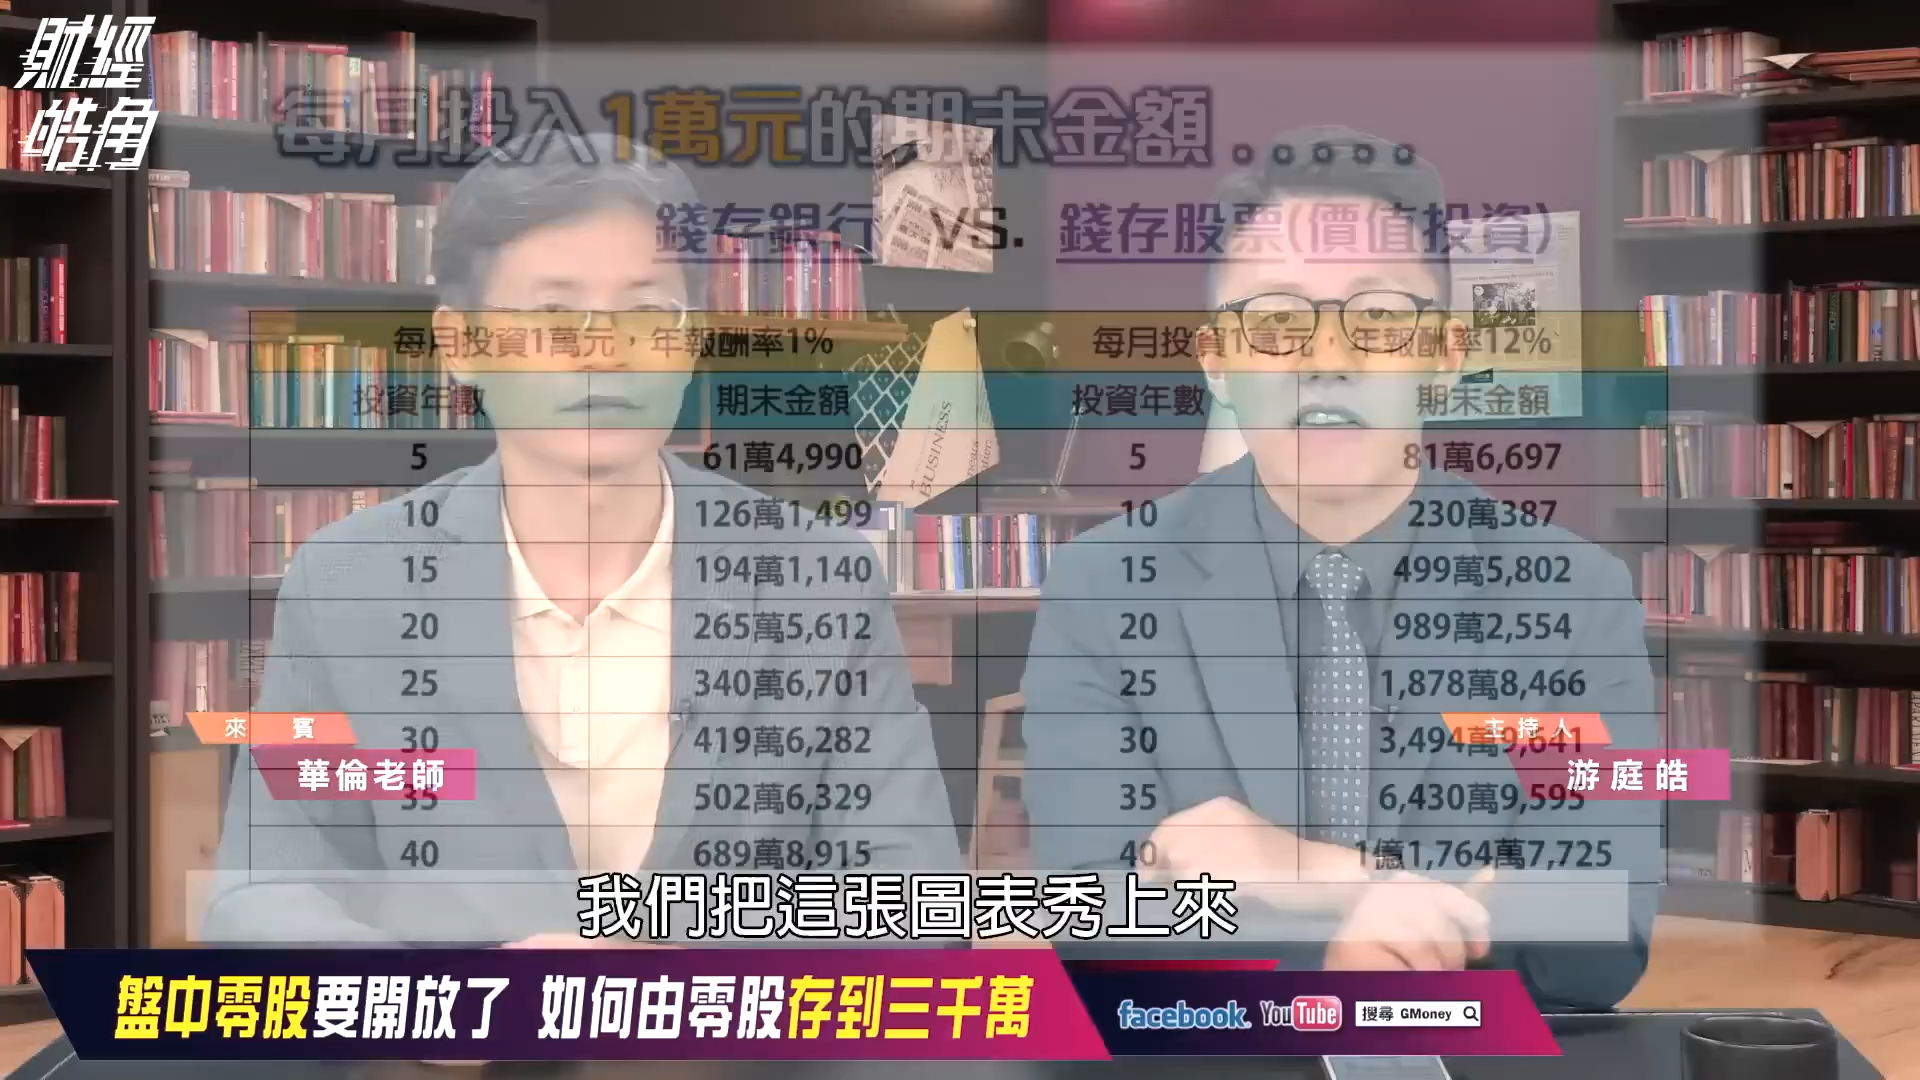 財經
皓角
每月投入1萬元的期末金額.....
錢存銀行 VS. 錢存股票(價值投資)
每月投資1萬元，年報酬率1% 每月投資1萬元，年報酬率12%
投資年數 期末金額 投資年數 期末金額
5 61萬4,990 5 81萬6,697
10 126萬1,499 10 230萬387
15 194萬1,140 15 499萬5,802
20 265萬5,612 20 989萬2,554
25 340萬6,701 25 1,878萬8,466
30 419萬6,282 30 3,494萬9,641
35 502萬6,329 35 6,430萬9,595
40 689萬8,915 40 1億1,764萬7,725
來賓
華倫老師
主持人
游庭皓
BUSINESS
我們把這張圖表秀上來
盤中零股要開放了 如何由零股存到三千萬
facebook. YouTube 搜尋 GMoney